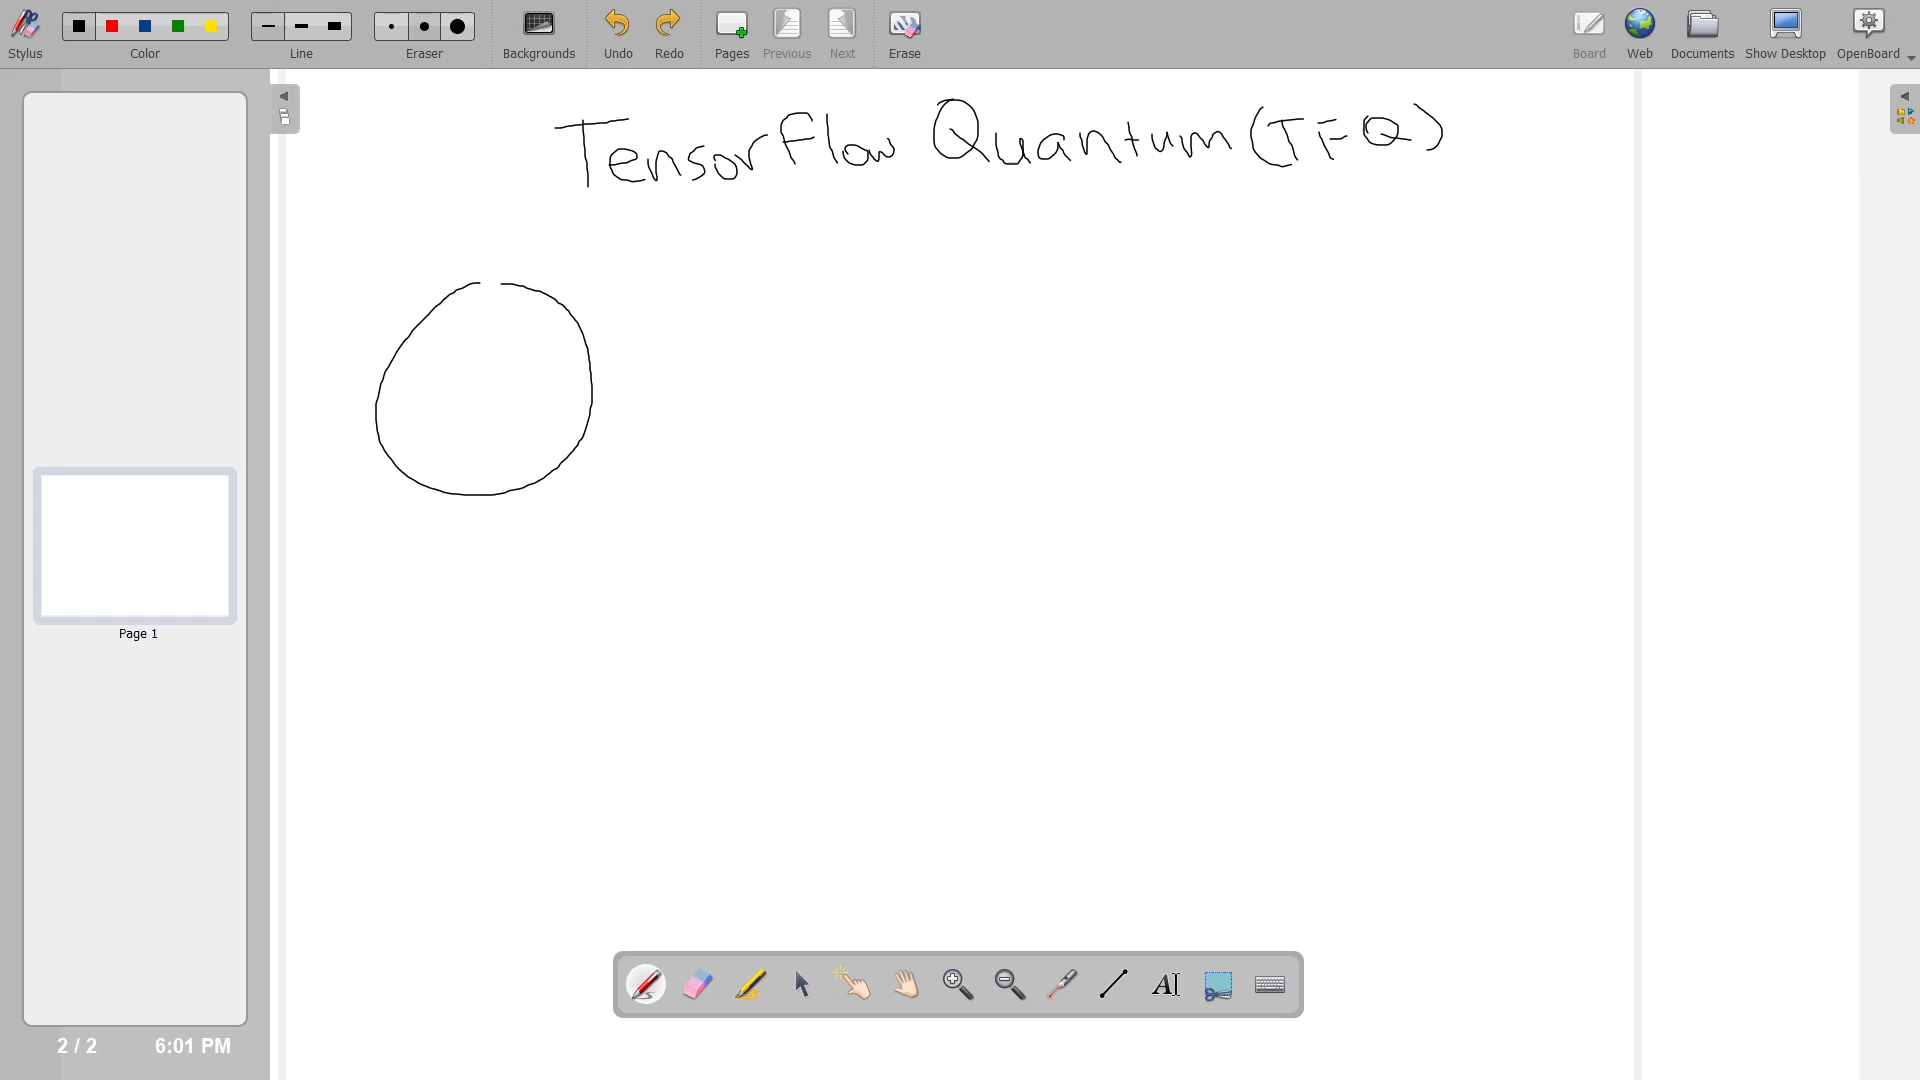 Stylus Color Line Eraser Backgrounds Undo Redo Pages Previous Next Erase Board Web Documents Show Desktop OpenBoard
TensorFlow Quantum (TFQ)
Page 1
2 / 2 6:01 PM